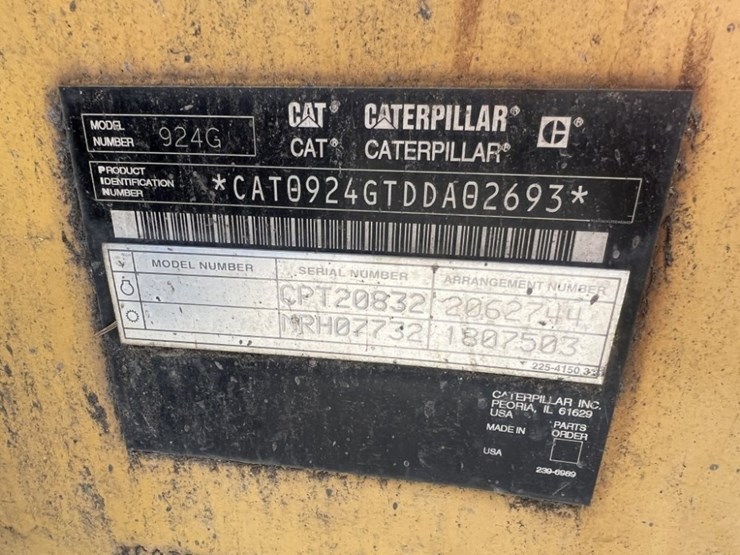 CAT® CATERPILLAR®
MODEL NUMBER 924G
CAT® CATERPILLAR®
PRODUCT IDENTIFICATION NUMBER *CAT0924GTDDA02693*
MODEL NUMBER SERIAL NUMBER ARRANGEMENT NUMBER
CPT20832 2062744
MRH07732 1807503
225-4150
CATERPILLAR INC.
PEORIA, IL 61629
USA
MADE IN PARTS ORDER
USA
239-6989